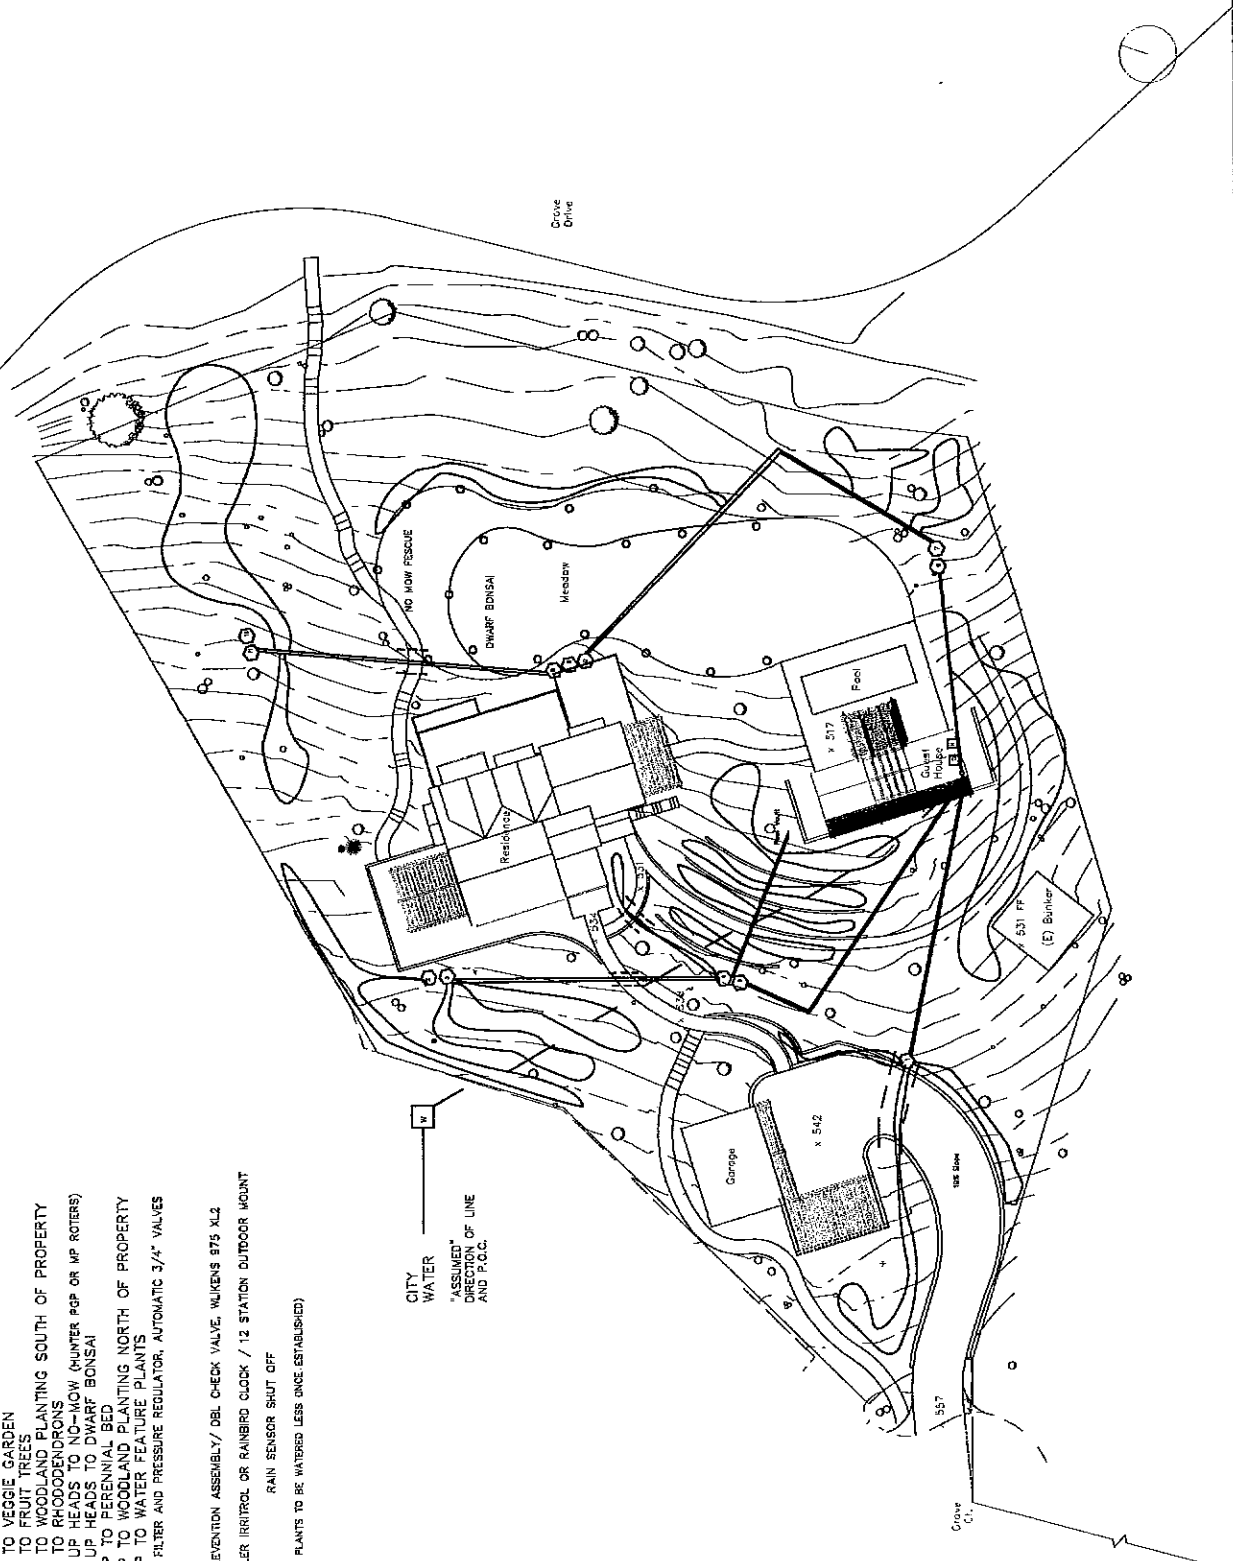 TO VEGGIE GARDEN
TO FRUIT TREES
TO WOODLAND PLANTING SOUTH OF PROPERTY
TO RHODODENDRONS
UP HEADS TO NO-MOW (HUNTER PGP OR MP ROTERS)
UP HEADS TO DWARF BONSAI
TO PERENNIAL BED
TO WOODLAND PLANTING NORTH OF PROPERTY
TO WATER FEATURE PLANTS
FILTER AND PRESSURE REGULATOR, AUTOMATIC 3/4" VALVES
EVENTION ASSEMBLY/ DBL CHECK VALVE, WLIKENS 975 XL2
ER IRRITROL OR RAINBIRD CLOCK / 12 STATION OUTDOOR MOUNT
RAIN SENSOR SHUT OFF
PLANTS TO BE WATERED LESS ONCE ESTABLISHED)
CITY
WATER
W
"ASSUMED"
DIRECTION OF LINE
AND P.O.C.
NO MOW FESCUE
DWARF BONSAI
Meadow
Grove
Drive
Residence
Pool
x 517
Guest
House
x 531
x 534
x 538
x 531 FF
(E) Bunker
Garage
x 542
18% Slope
x 557
Grove
Ct.